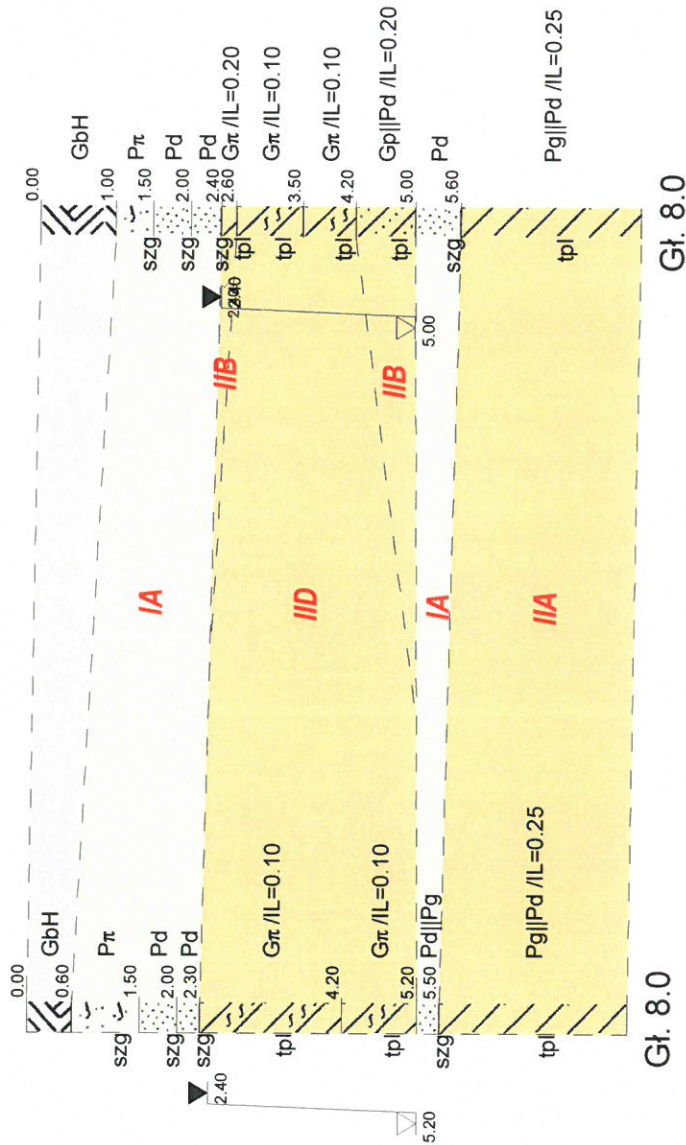 0.00
GbH
0.60
Pπ
szg
1.50
Pd
szg
2.00
Pd
szg
2.30
2.40
Gπ /IL=0.10
tpl
4.20
Gπ /IL=0.10
tpl
5.20
5.20
Pd||Pg
szg
5.50
Pg||Pd /IL=0.25
tpl
Gł. 8.0
IA
IIB
IID
IIB
IA
IIA
0.00
GbH
1.00
Pπ
szg
1.50
Pd
szg
2.00
Pd
szg
2.40
2.40
Gπ /IL=0.20
2.60
Gπ /IL=0.10
tpl
3.50
Gπ /IL=0.10
tpl
4.20
Gp||Pd /IL=0.20
tpl
5.00
5.00
Pd
szg
5.60
Pg||Pd /IL=0.25
tpl
Gł. 8.0